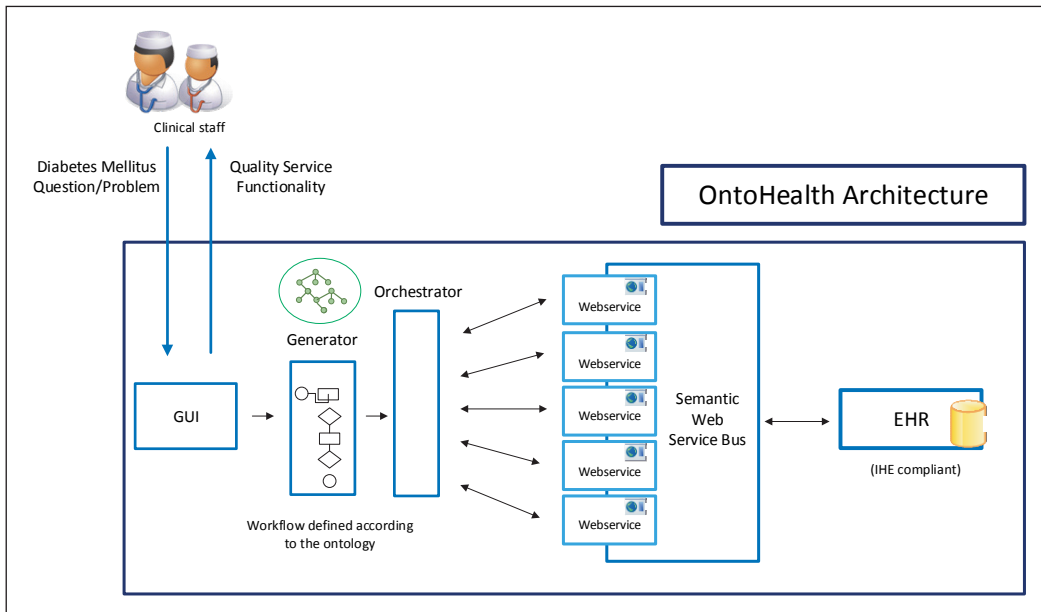 Clinical staff
Diabetes Mellitus
Question/Problem
Quality Service
Functionality
OntoHealth Architecture
Generator
Orchestrator
GUI
Workflow defined according
to the ontology
Webservice
Webservice
Webservice
Webservice
Webservice
Semantic
Web
Service Bus
EHR
(IHE compliant)